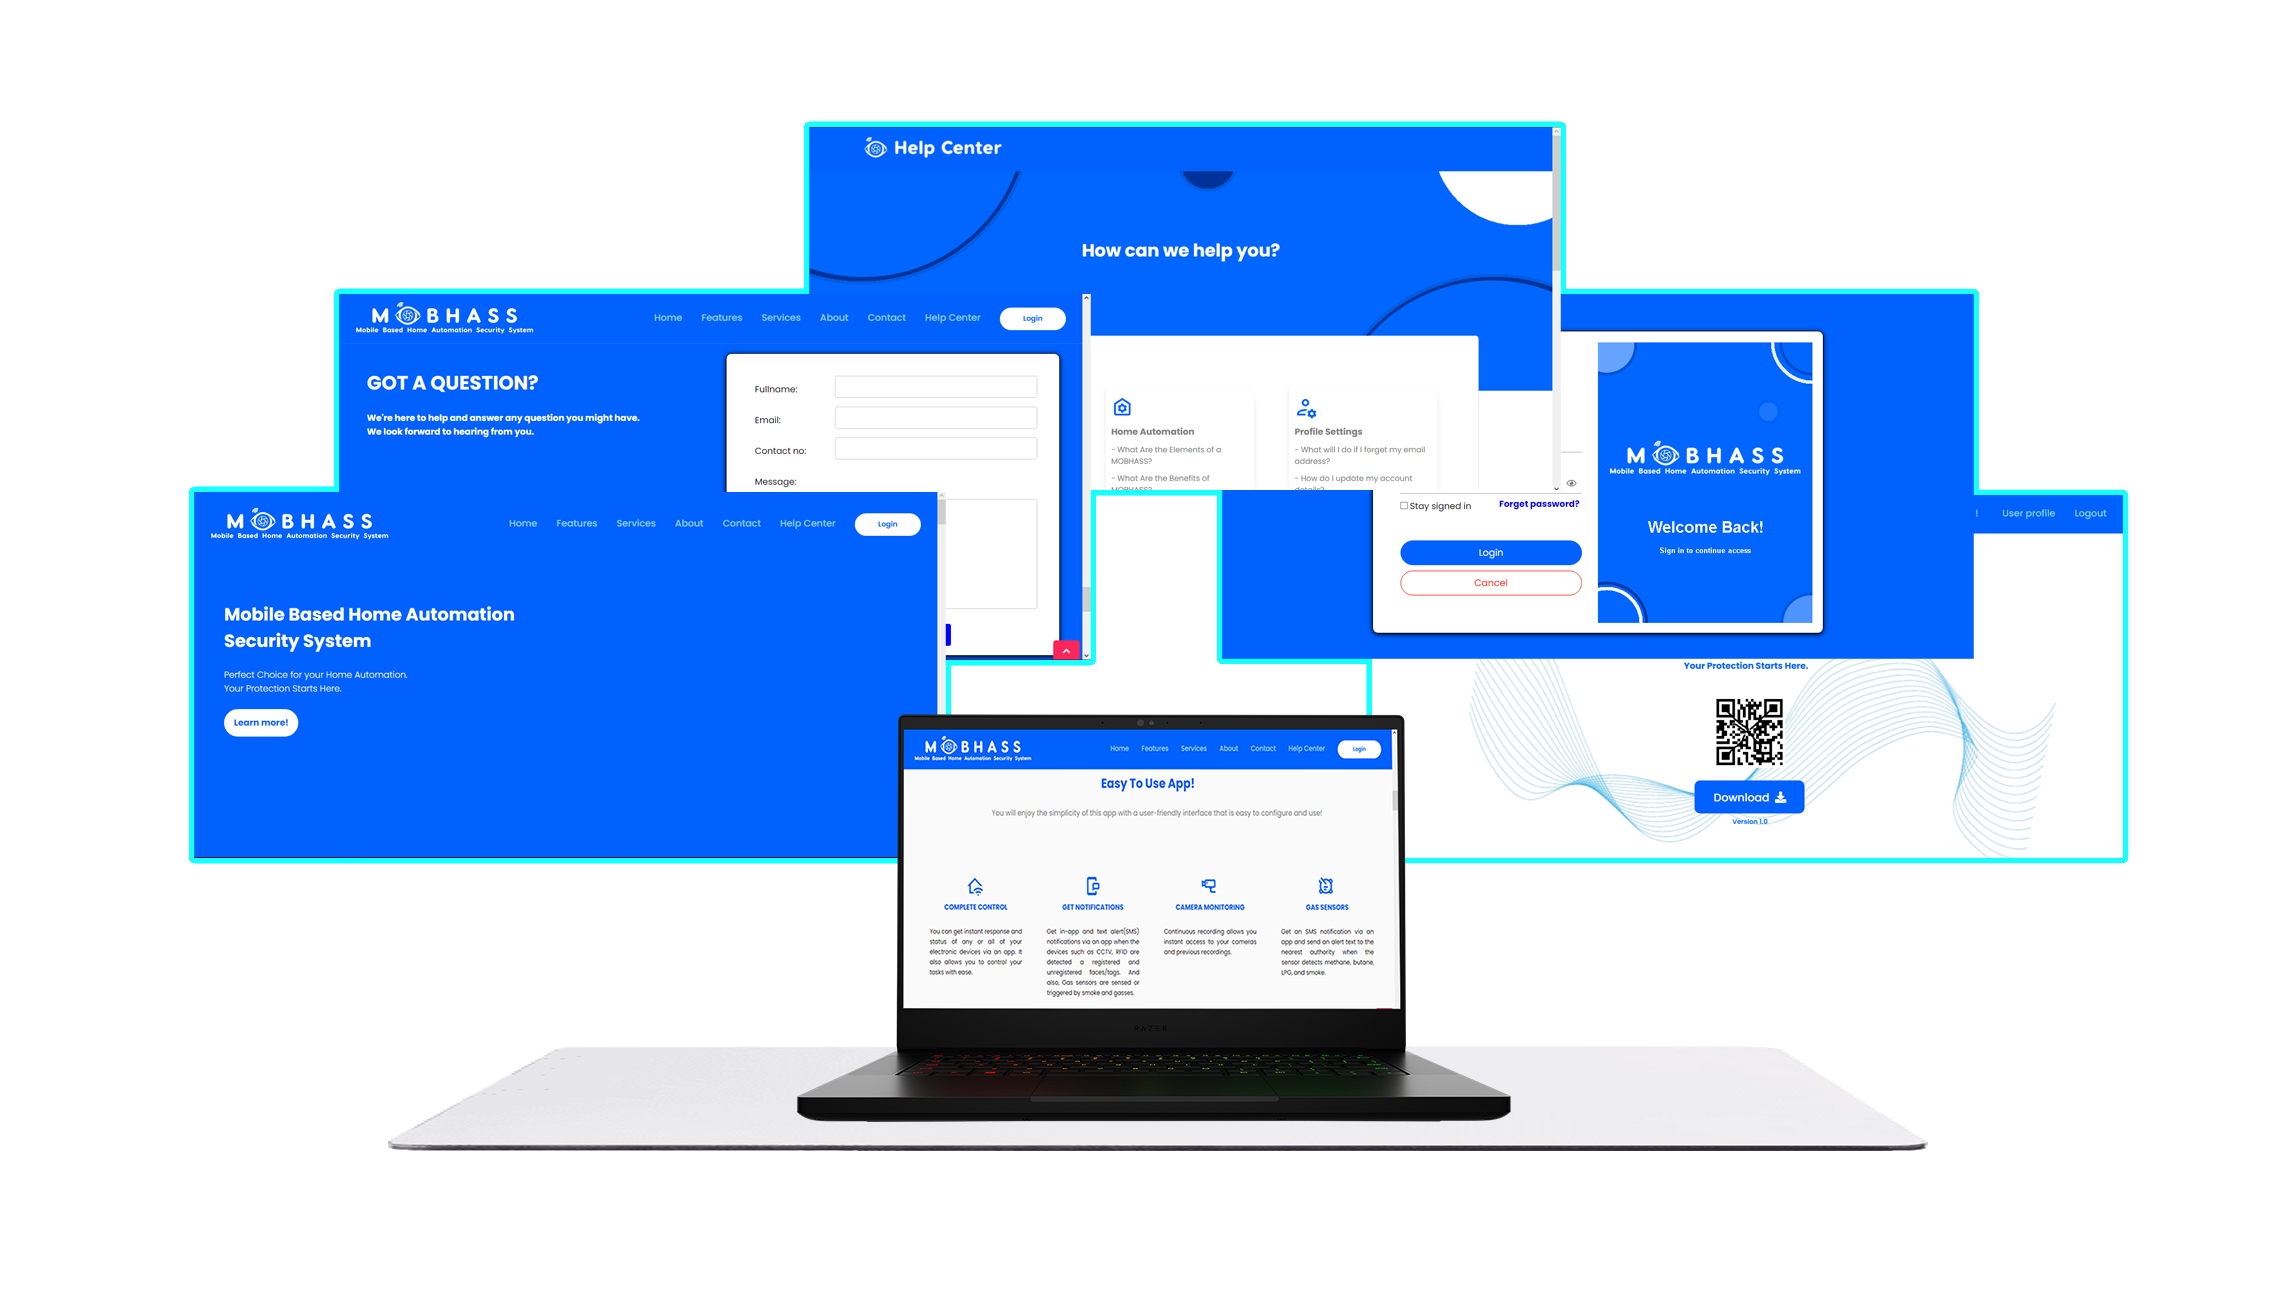 Help Center
How can we help you?
MOBHASS
Mobile Based Home Automation Security System
Home Features Services About Contact Help Center Login
GOT A QUESTION?
We're here to help and answer any question you might have.
We look forward to hearing from you.
Fullname:
Email:
Contact no:
Message:
Home Automation
- What Are the Elements of a
MOBHASS?
- What Are the Benefits of
MOBHASS?
Profile Settings
- What will I do if I forget my email
address?
- How do I update my account
details?
Stay signed in Forget password?
Login
Cancel
MOBHASS
Mobile Based Home Automation Security System
Welcome Back!
Sign in to continue access
! User profile Logout
MOBHASS
Mobile Based Home Automation Security System
Home Features Services About Contact Help Center Login
Mobile Based Home Automation
Security System
Perfect Choice for your Home Automation.
Your Protection Starts Here.
Learn more!
Your Protection Starts Here.
Download
Version 1.0
MOBHASS
Mobile Based Home Automation Security System
Home Features Services About Contact Help Center Login
Easy To Use App!
You will enjoy the simplicity of this app with a user-friendly interface that is easy to configure and use!
COMPLETE CONTROL
You can get instant response and
status of any or all of your
electronic devices via an app. It
also allows you to control your
tasks with ease.
GET NOTIFICATIONS
Get in-app and text alert(SMS)
notifications via an app when the
devices such as CCTV, RFID are
detected a registered and
unregistered faces/tags. And
also, Gas sensors are sensed or
triggered by smoke and gasses.
CAMERA MONITORING
Continuous recording allows you
instant access to your cameras
and previous recordings.
GAS SENSORS
Get an SMS notification via an
app and send an alert text to the
nearest authority when the
sensor detects methane, butane,
LPG, and smoke.
RAZER